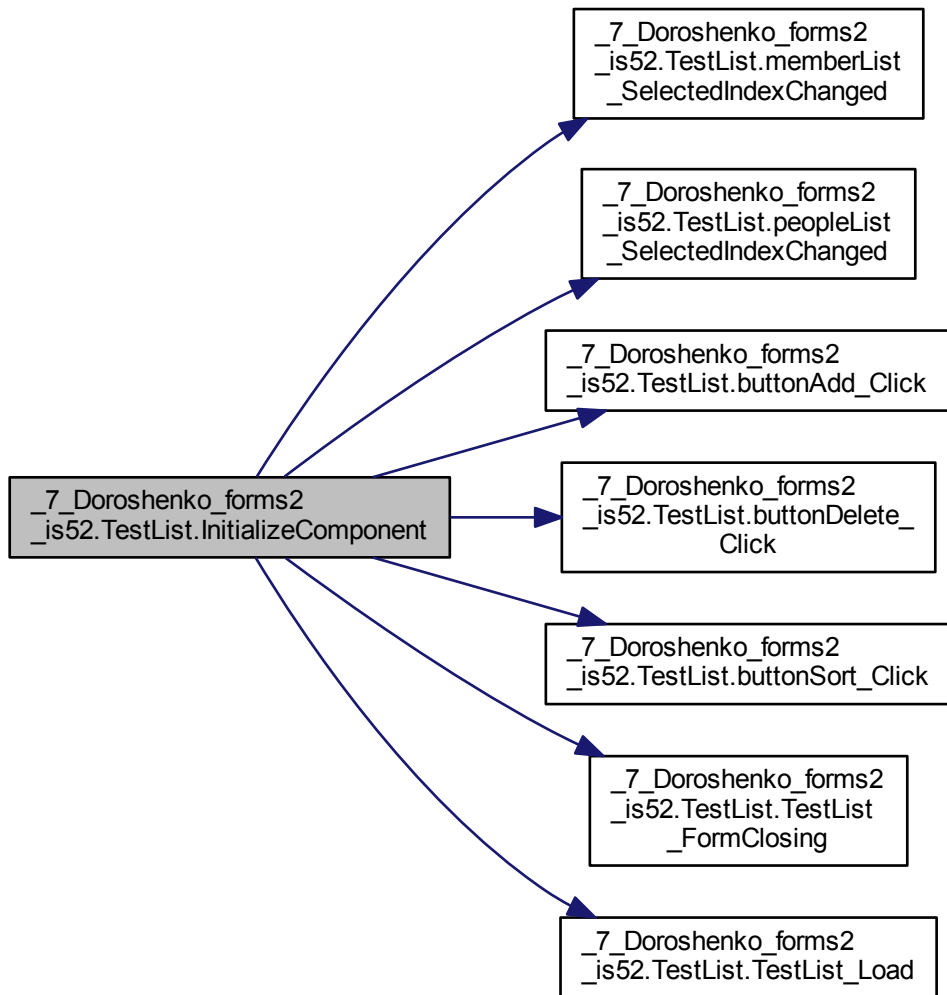 _7_Doroshenko_forms2
_is52.TestList.memberList
_SelectedIndexChanged
_7_Doroshenko_forms2
_is52.TestList.peopleList
_SelectedIndexChanged
_7_Doroshenko_forms2
_is52.TestList.buttonAdd_Click
_7_Doroshenko_forms2
_is52.TestList.InitializeComponent
_7_Doroshenko_forms2
_is52.TestList.buttonDelete_
Click
_7_Doroshenko_forms2
_is52.TestList.buttonSort_Click
_7_Doroshenko_forms2
_is52.TestList.TestList
_FormClosing
_7_Doroshenko_forms2
_is52.TestList.TestList_Load